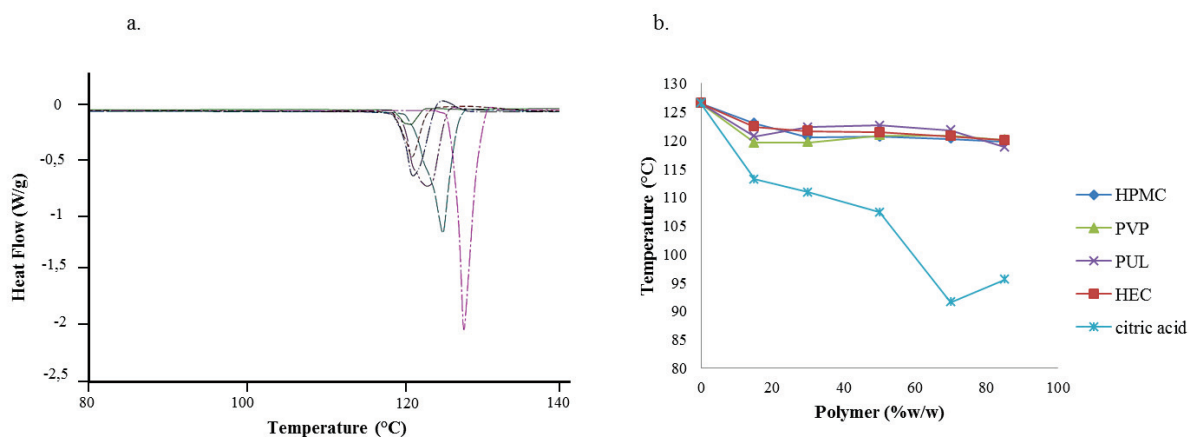 a.
0
-0,5
-1
-1,5
-2
-2,5
Heat Flow (W/g)
80
100
120
140
Temperature (°C)
b.
130
125
120
115
110
105
100
95
90
85
80
Temperature (°C)
0
20
40
60
80
100
Polymer (%w/w)
HPMC
PVP
PUL
HEC
citric acid